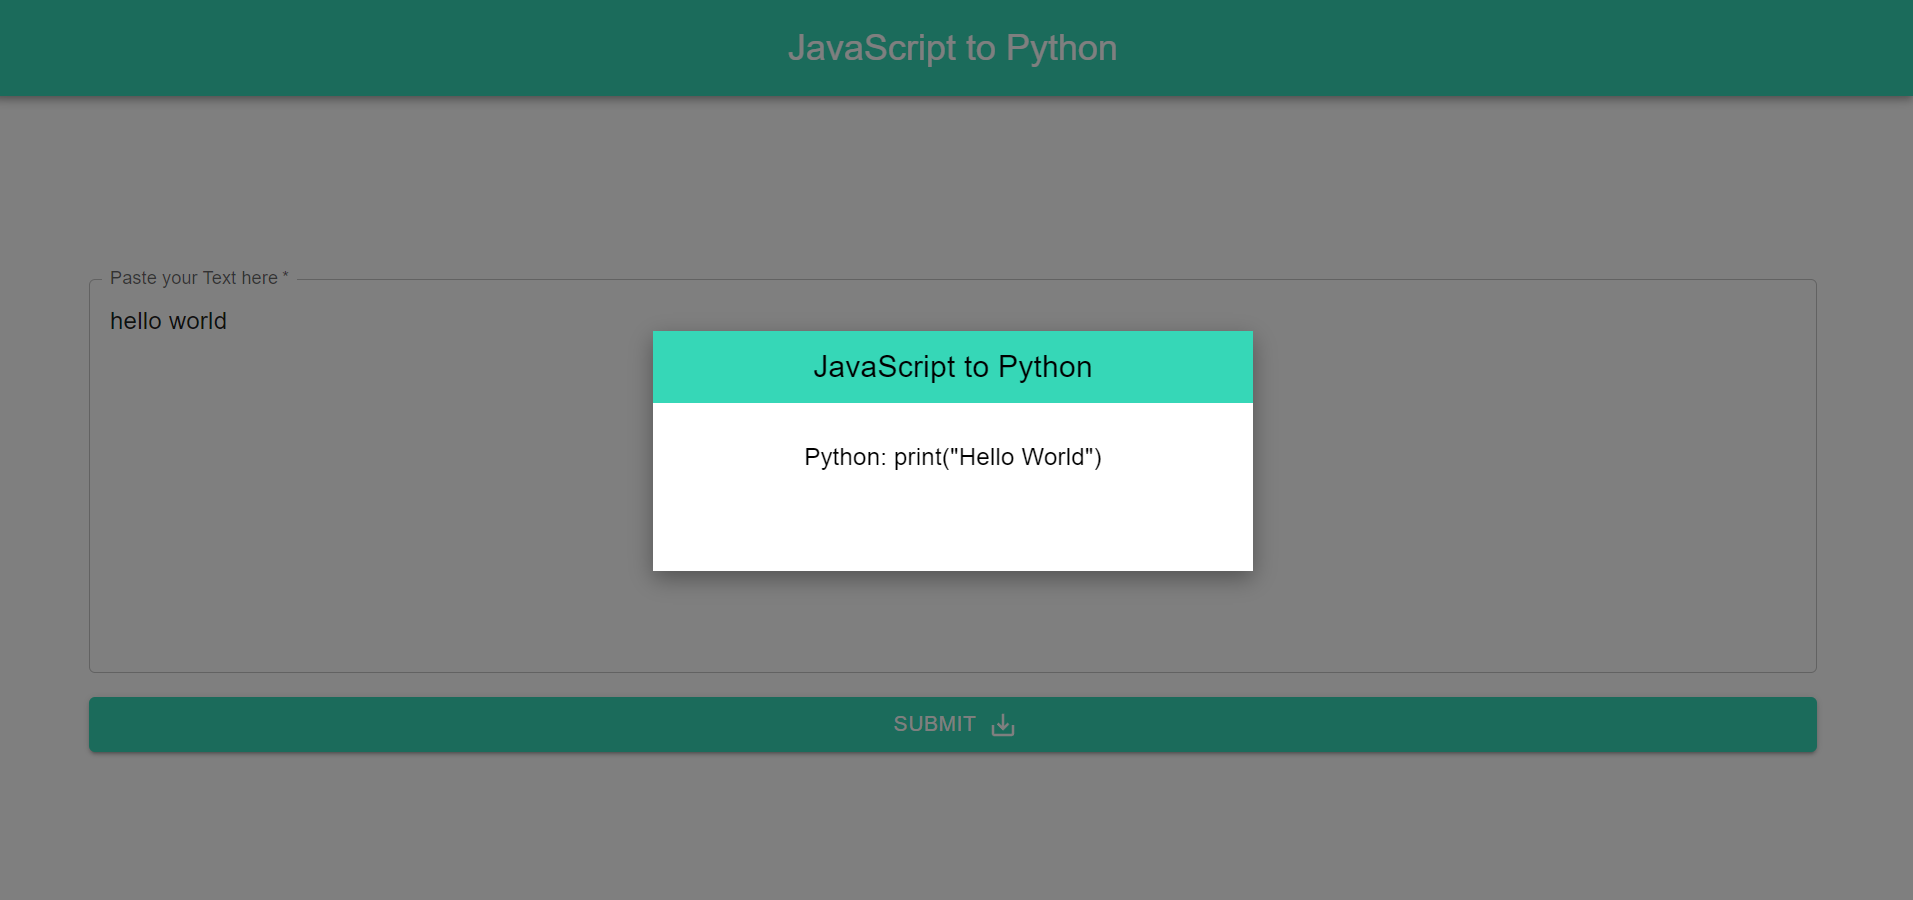 JavaScript to Python
Paste your Text here *
hello world
JavaScript to Python
Python: print("Hello World")
SUBMIT